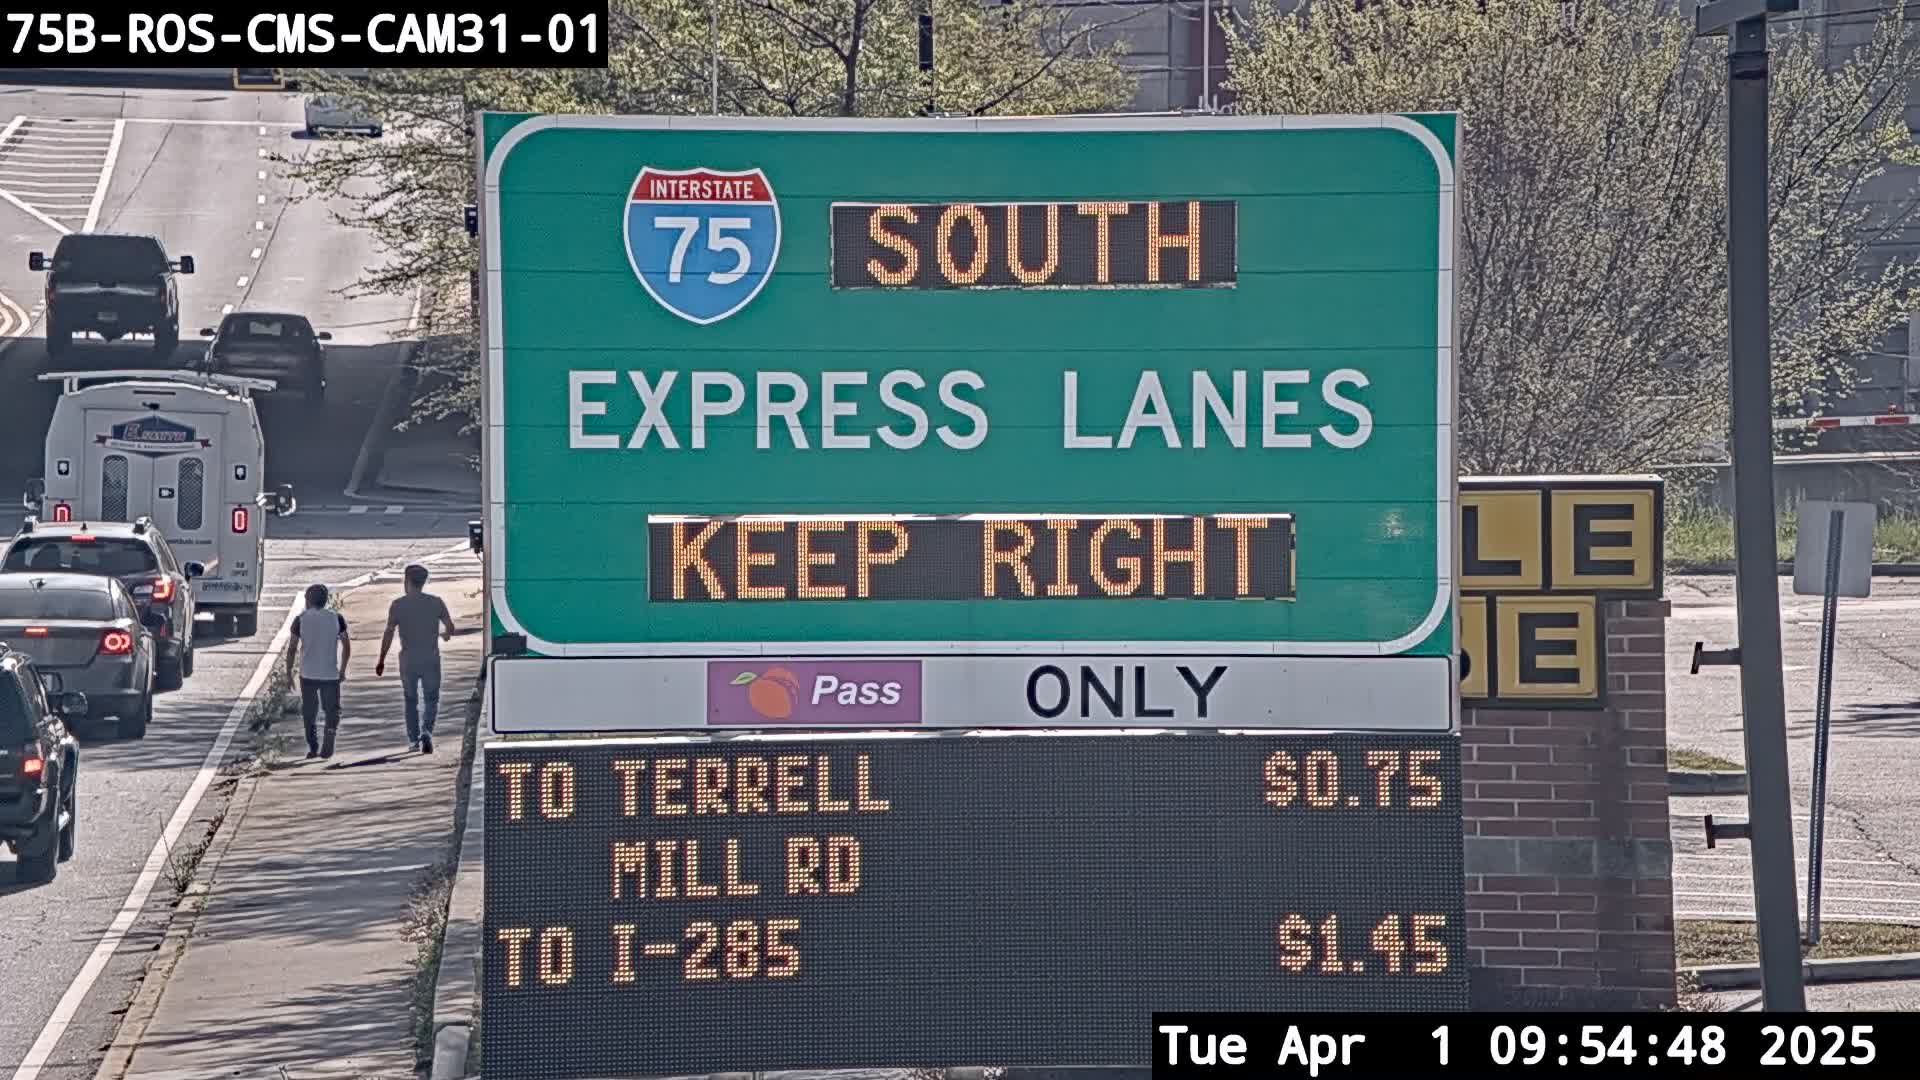 75B-ROS-CMS-CAM31-01
INTERSTATE
75
SOUTH
EXPRESS LANES
KEEP RIGHT
Pass
ONLY
TO TERRELL $0.75
MILL RD
TO I-285 $1.45
LE
E
Tue Apr 1 09:54:48 2025